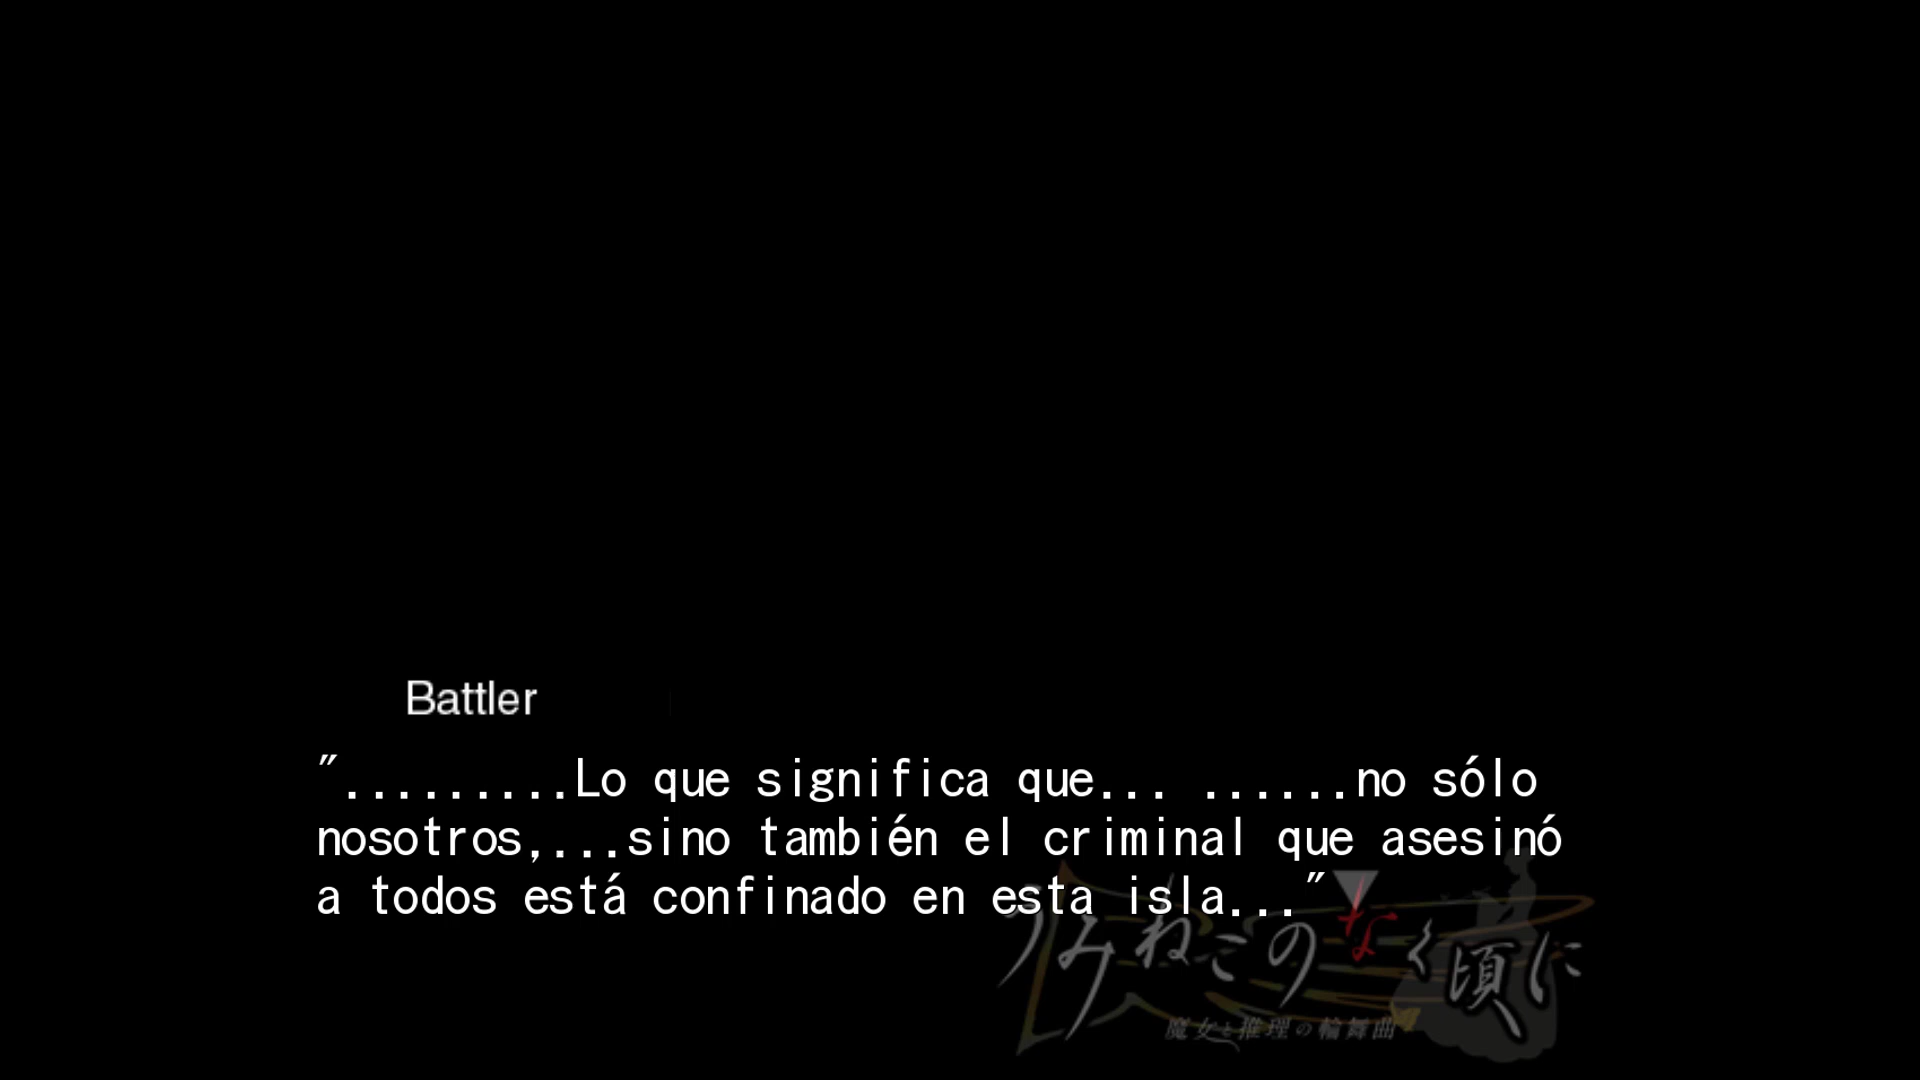 Battler
".........Lo que significa que... ......no sólo
nosotros,...sino también el criminal que asesinó
a todos está confinado en esta isla..."
うみねこのなく頃に
魔女と推理の輪舞曲